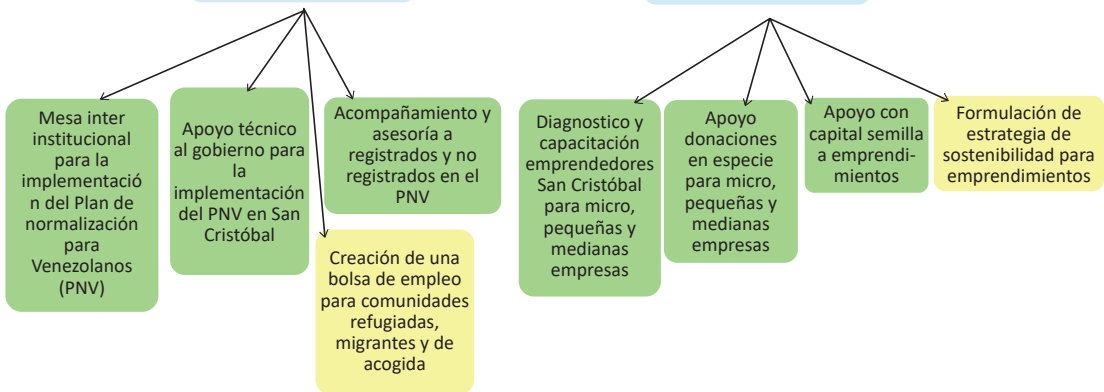 Mesa inter
institucional
para la
implementació
n del Plan de
normalización
para
Venezolanos
(PNV)
Apoyo técnico
al gobierno para
la
implementación
del PNV en San
Cristóbal
Acompañamiento y
asesoría a
registrados y no
registrados en el
PNV
Creación de una
bolsa de empleo
para comunidades
refugiadas,
migrantes y de
acogida
Diagnostico y
capacitación
emprendedores
San Cristóbal
para micro,
pequeñas y
medianas
empresas
Apoyo
donaciones
en especie
para micro,
pequeñas y
medianas
empresas
Apoyo con
capital semilla
a emprendi-
mientos
Formulación de
estrategia de
sostenibilidad para
emprendimientos